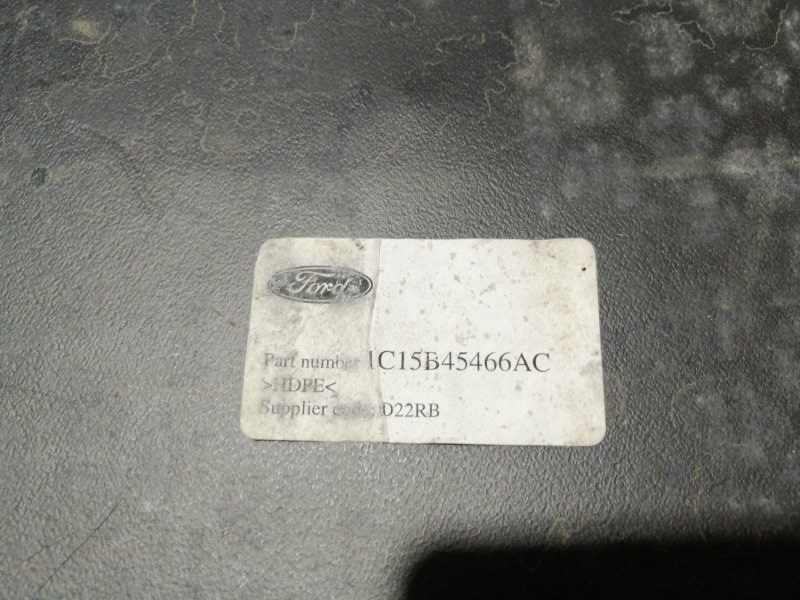 Ford
Part number 1C15B45466AC
>HDPE<
Supplier code: D22RB